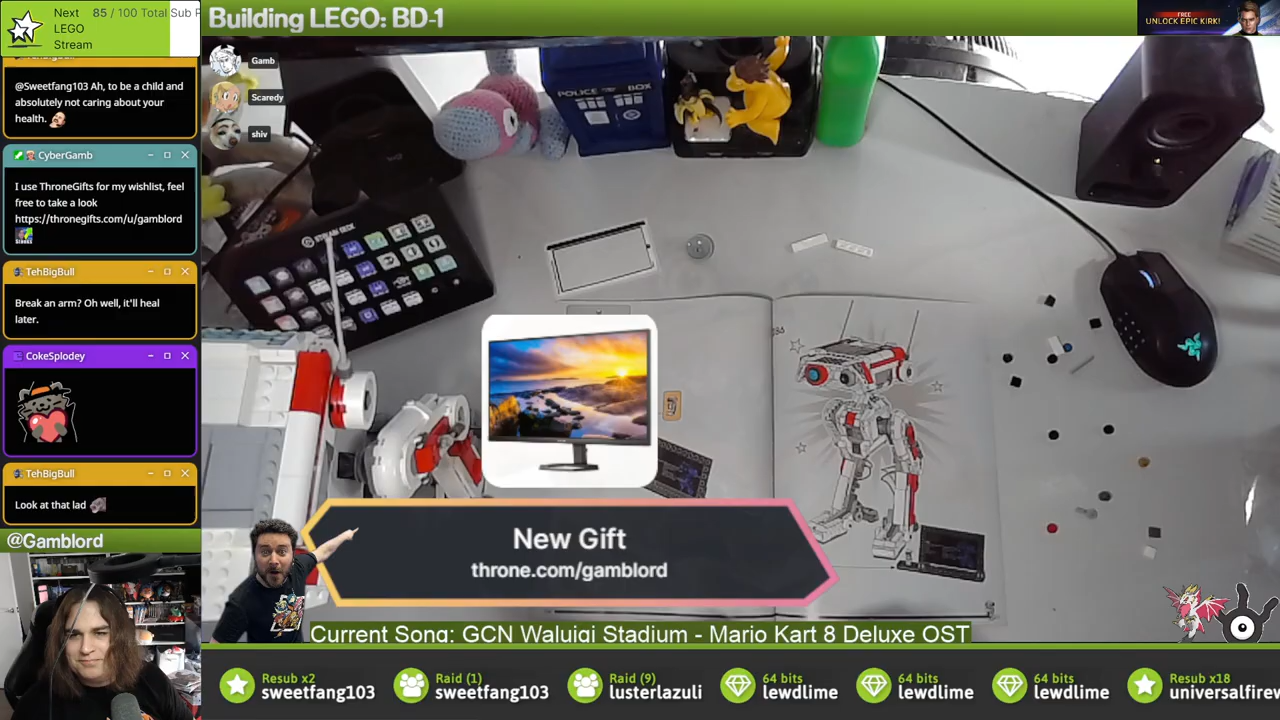 Next
LEGO
Stream
85 / 100 Total Sub P
Building LEGO: BD-1
FREE
UNLOCK EPIC KIRK!
TehBigBull
@Sweetfang103 Ah, to be a child and
absolutely not caring about your
health.
CyberGamb
I use ThroneGifts for my wishlist, feel
free to take a look
https://thronegifts.com/u/gamblord
TehBigBull
Break an arm? Oh well, it'll heal
later.
CokeSplodey
TehBigBull
Look at that lad
@Gamblord
Gamb
Scaredy
shiv
POLICE BOX
STREAM DECK
186
New Gift
throne.com/gamblord
Current Song: GCN Waluigi Stadium - Mario Kart 8 Deluxe OST
Resub x2
sweetfang103
Raid (1)
sweetfang103
Raid (9)
lusterlazuli
64 bits
lewdlime
64 bits
lewdlime
64 bits
lewdlime
Resub x18
universalfirew